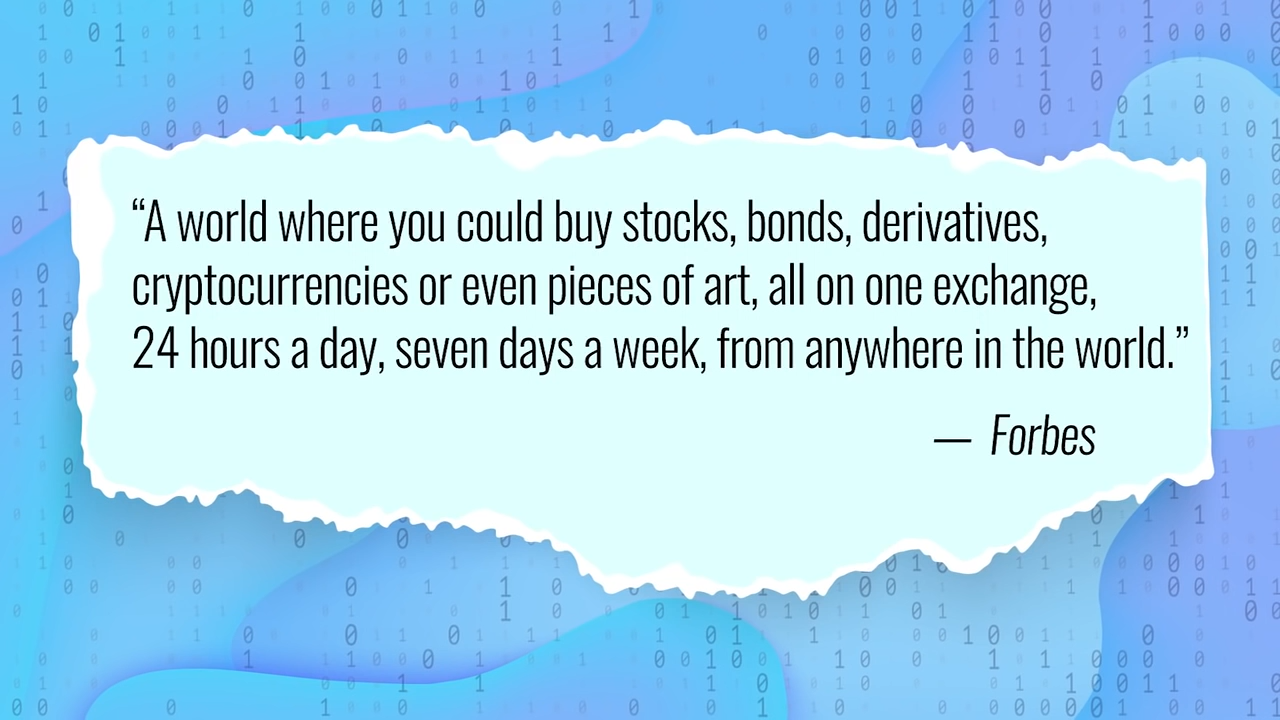 “A world where you could buy stocks, bonds, derivatives,
cryptocurrencies or even pieces of art, all on one exchange,
24 hours a day, seven days a week, from anywhere in the world.”
— Forbes